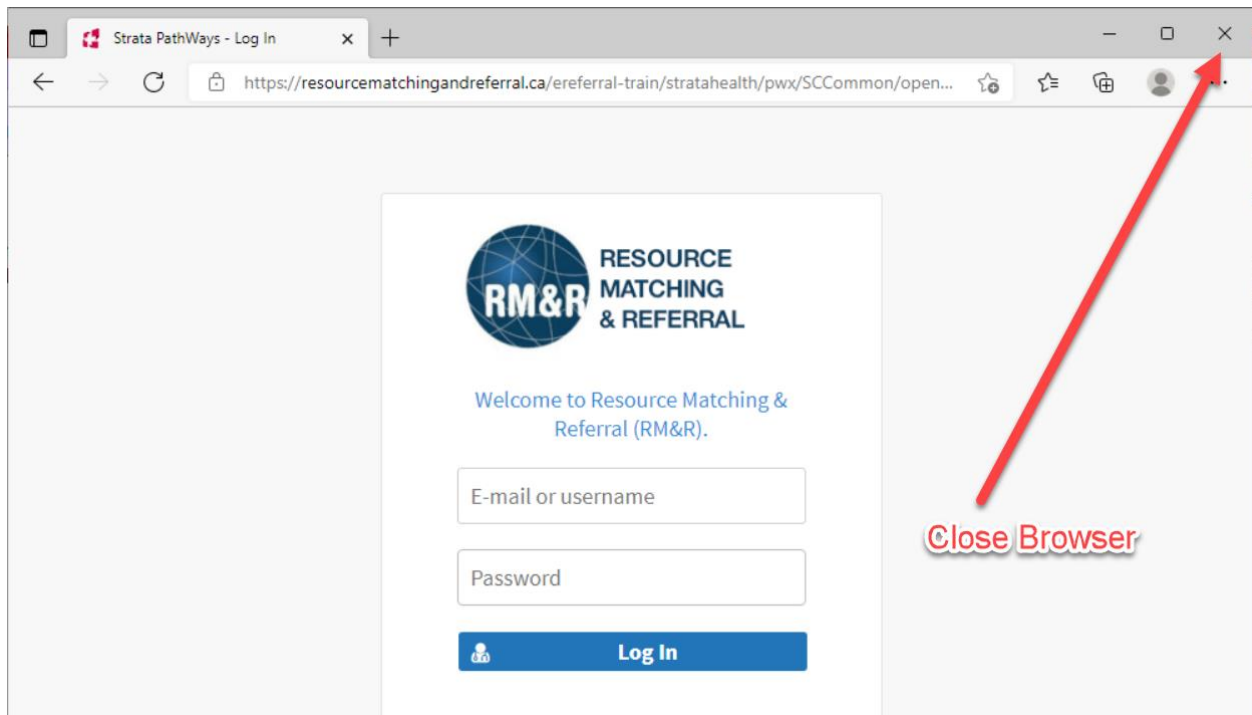 Strata PathWays - Log In
https://resourcematchingandreferral.ca/ereferral-train/stratahealth/pwx/SCCommon/open...
RM&R
RESOURCE
MATCHING
& REFERRAL
Welcome to Resource Matching &
Referral (RM&R).
E-mail or username
Close Browser
Password
Log In